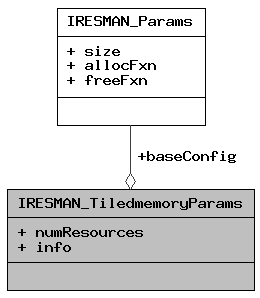 IRESMAN_Params
+ size
+ allocFxn
+ freeFxn
+baseConfig
IRESMAN_TiledmemoryParams
+ numResources
+ info